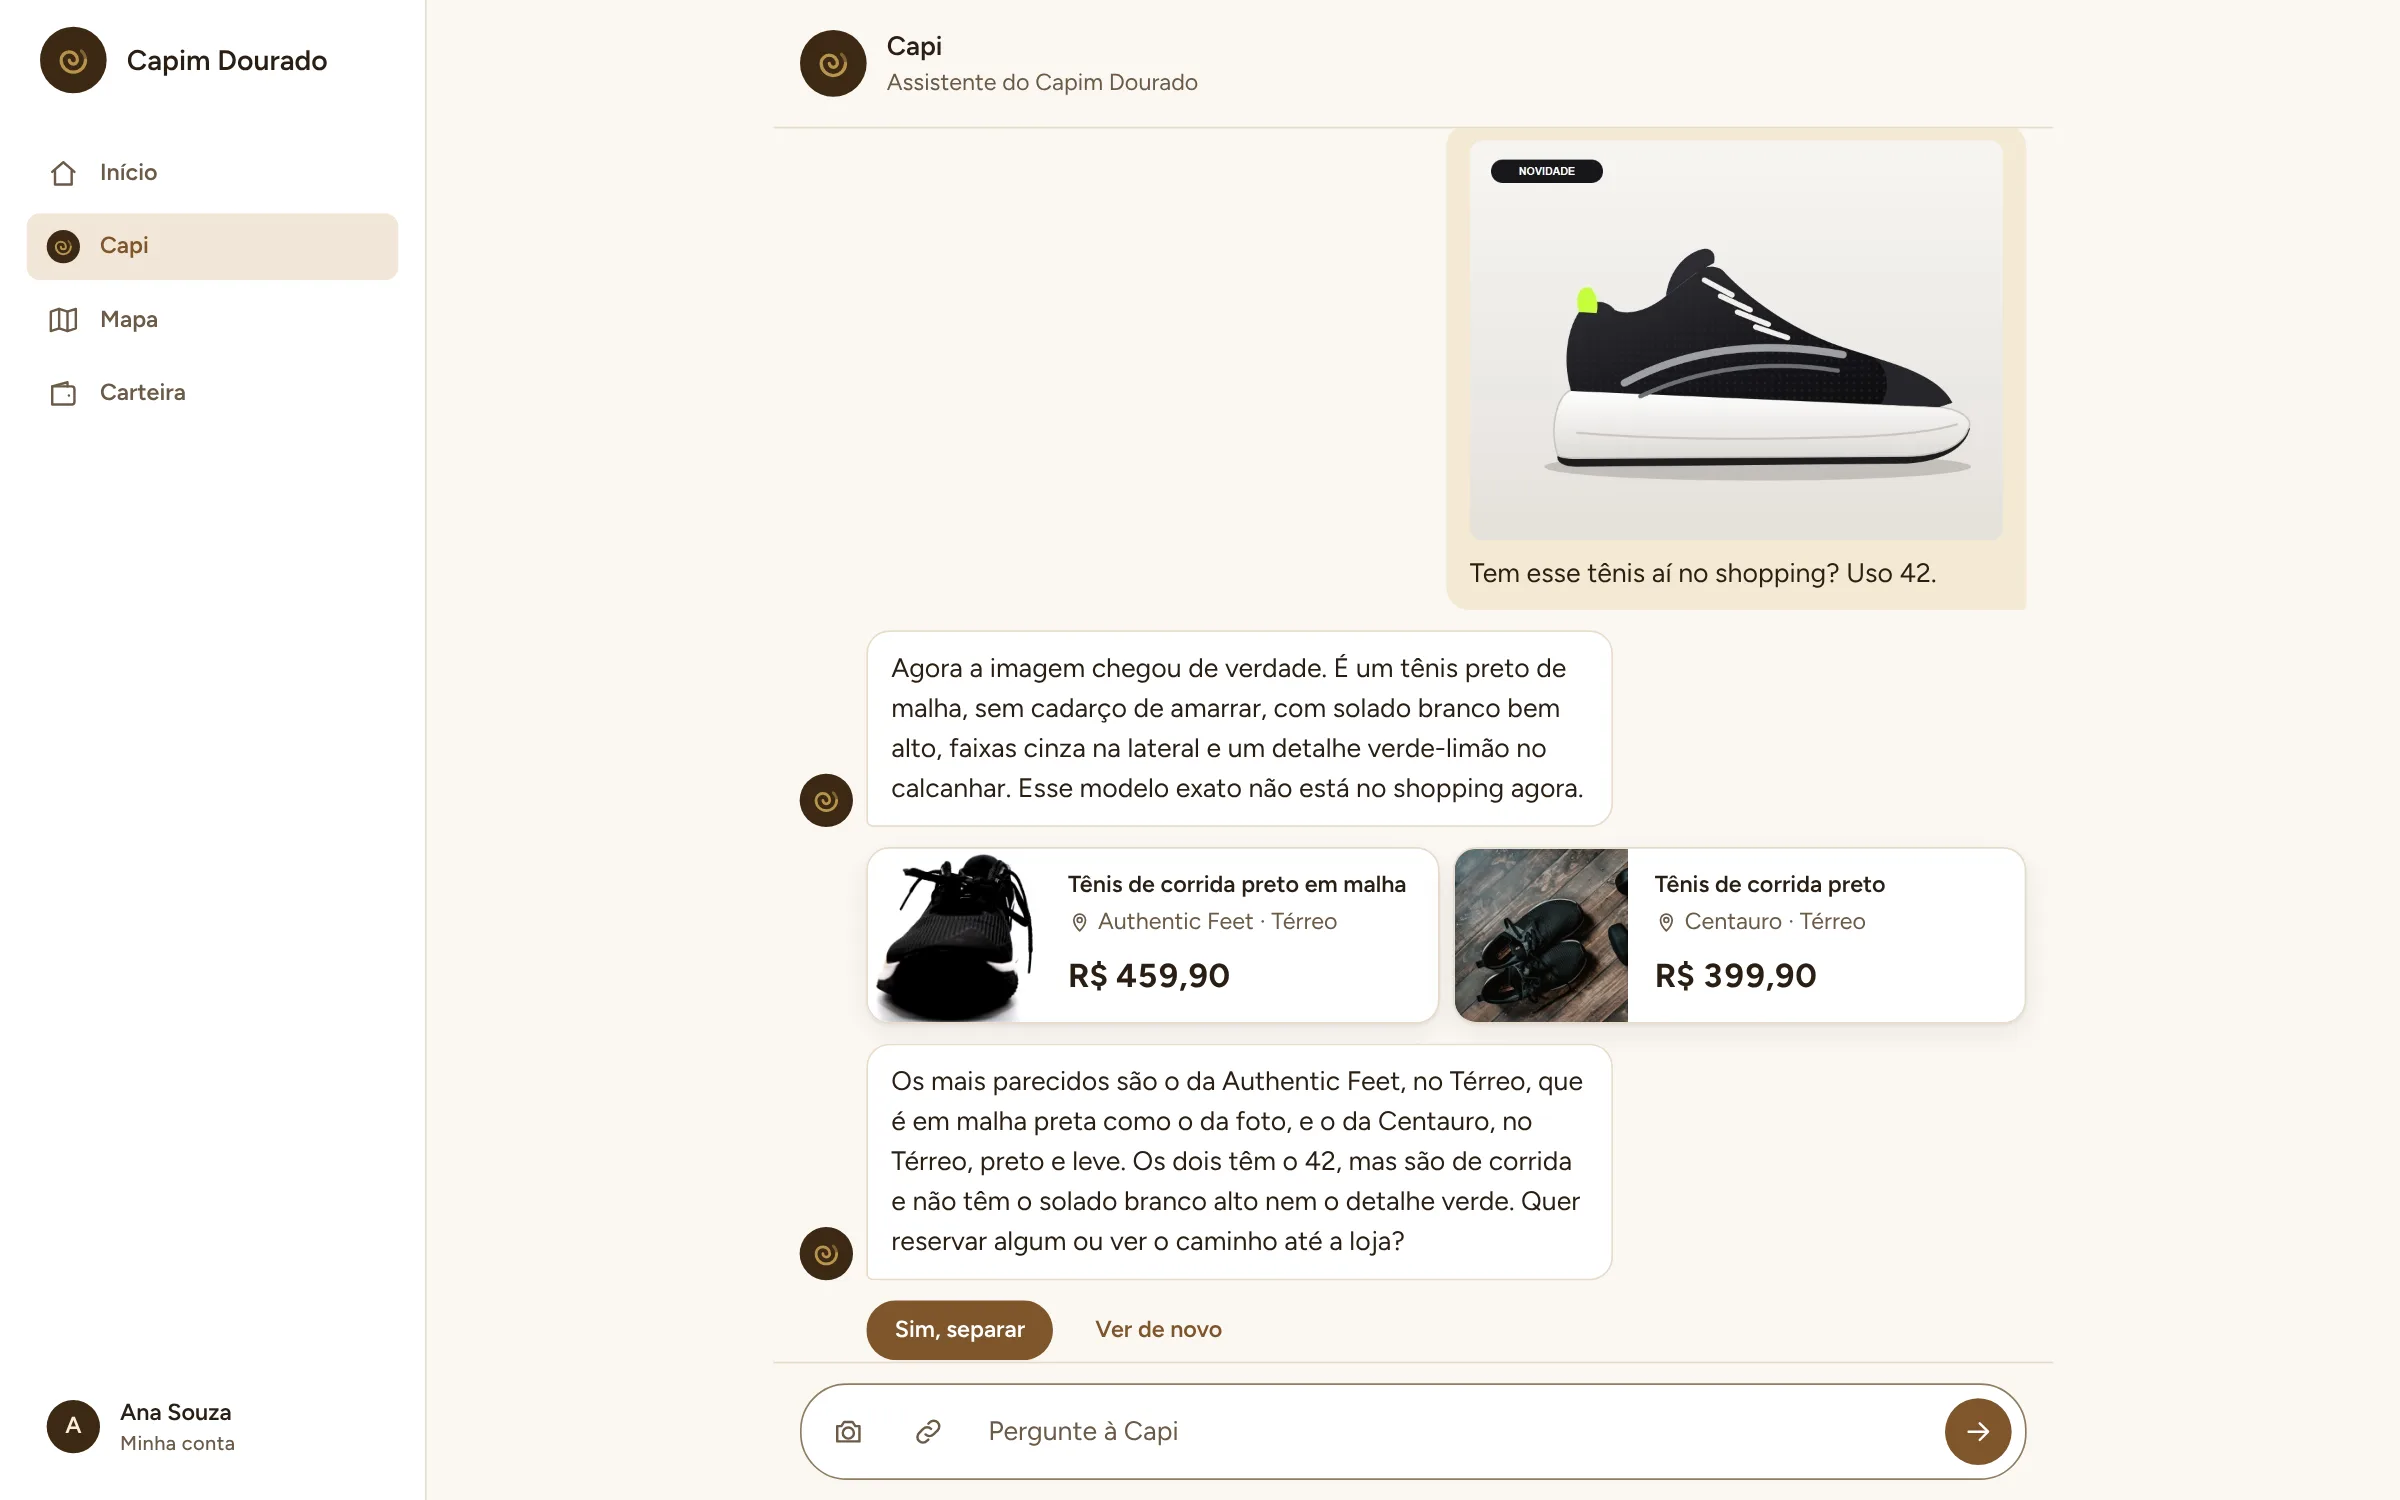 Capim Dourado
Início
Capi
Mapa
Carteira
Ana Souza
A
Minha conta
Capi
Assistente do Capim Dourado
NOVIDADE
Tem esse tênis aí no shopping? Uso 42.
Agora a imagem chegou de verdade. É um tênis preto de
malha, sem cadarço de amarrar, com solado branco bem
alto, faixas cinza na lateral e um detalhe verde-limão no
calcanhar. Esse modelo exato não está no shopping agora.
Tênis de corrida preto em malha
Authentic Feet · Térreo
R$ 459,90
Tênis de corrida preto
Centauro · Térreo
R$ 399,90
Os mais parecidos são o da Authentic Feet, no Térreo, que
é em malha preta como o da foto, e o da Centauro, no
Térreo, preto e leve. Os dois têm o 42, mas são de corrida
e não têm o solado branco alto nem o detalhe verde. Quer
reservar algum ou ver o caminho até a loja?
Sim, separar
Ver de novo
Pergunte à Capi